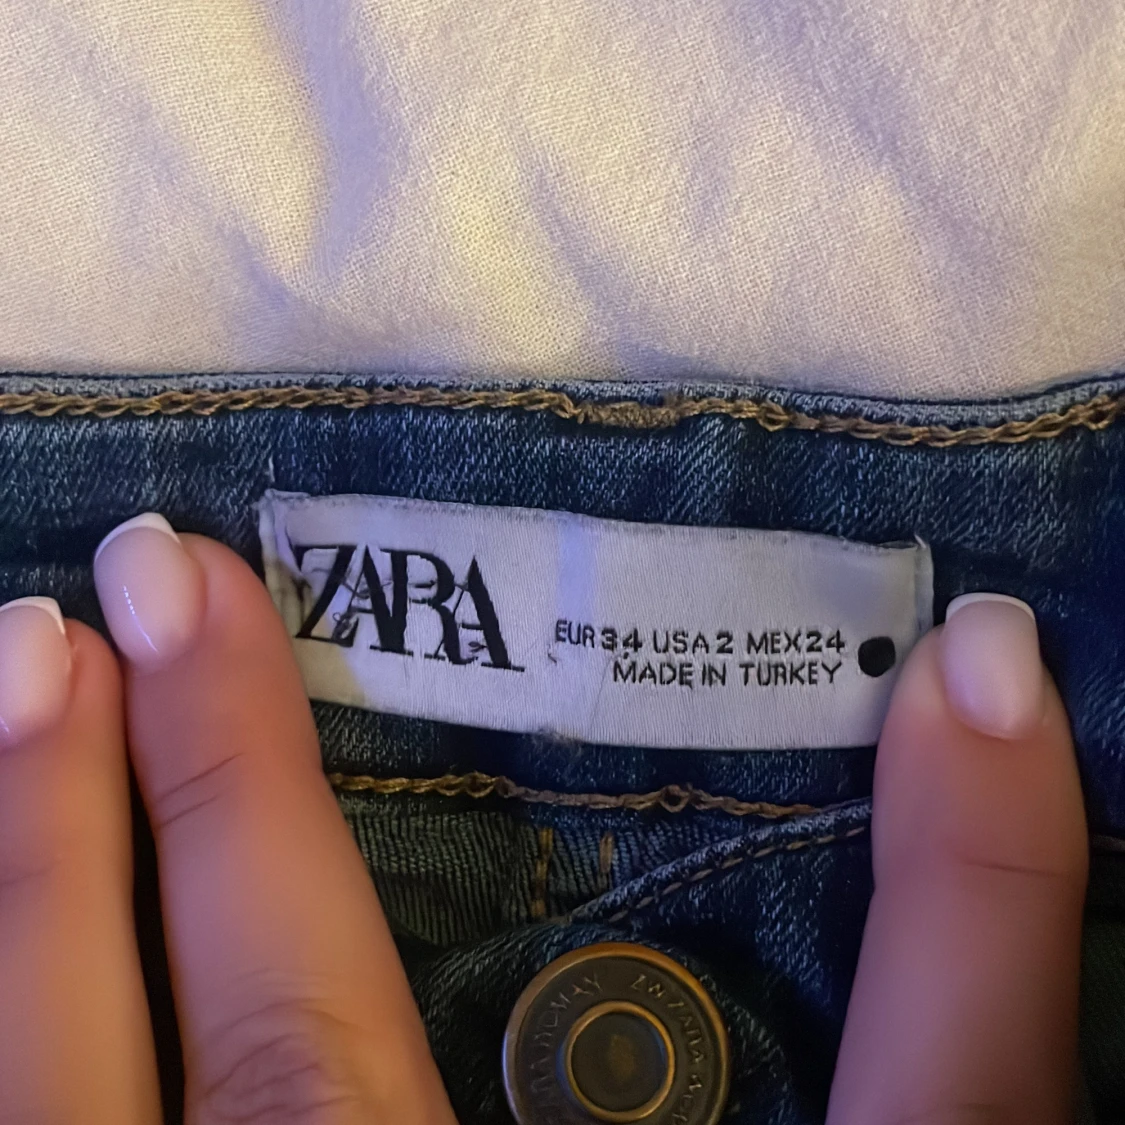 ZARA
EUR 34 USA 2 MEX 24
MADE IN TURKEY